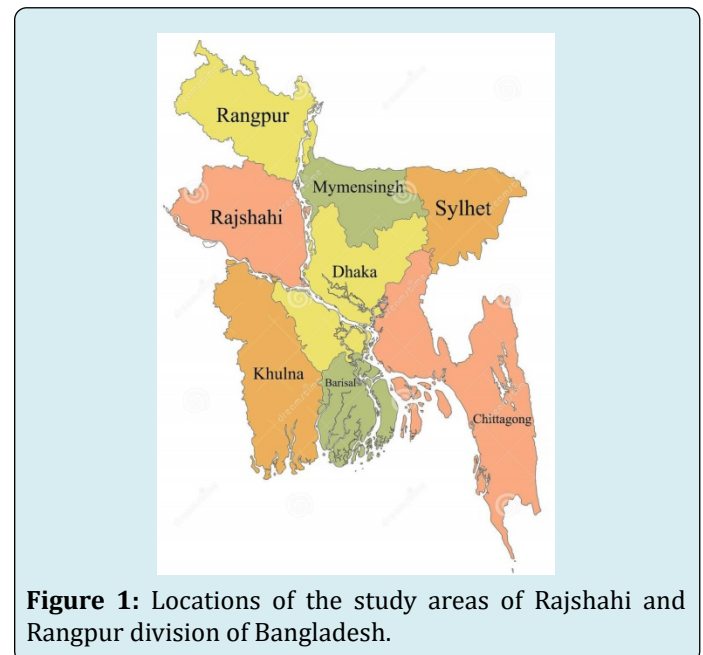 Rangpur
Mymensingh
Sylhet
Rajshahi
Dhaka
Khulna
Barisal
Chittagong
Figure 1: Locations of the study areas of Rajshahi and
Rangpur division of Bangladesh.